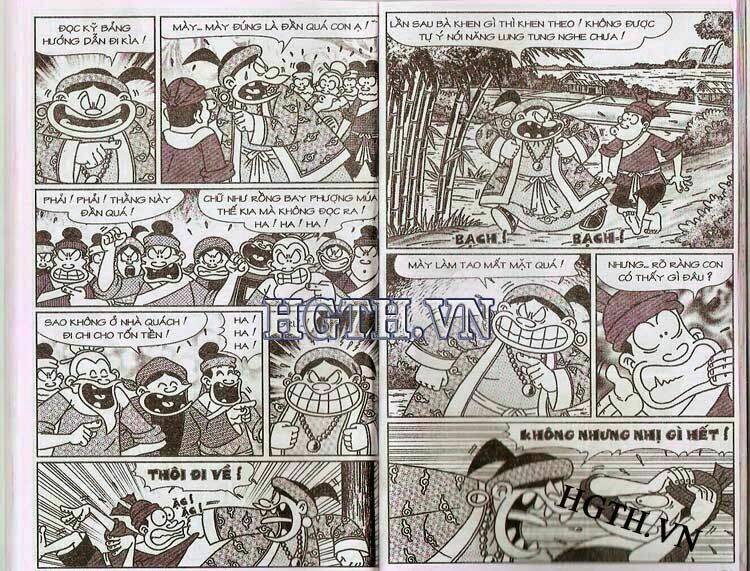 ĐỌC KỸ BẢNG
HƯỚNG DẪN ĐI KÌA !
MÀY... MÀY ĐÚNG LÀ ĐẦN QUÁ CON Ạ !
PHẢI ! PHẢI ! THẰNG NÀY
ĐẦN QUÁ !
CHỮ NHƯ RỒNG BAY PHƯỢNG MÚA
THẾ KIA MÀ KHÔNG ĐỌC RA !
HA ! HA ! HA !
SAO KHÔNG Ở NHÀ QUÁCH !
ĐI CHI CHO TỐN TIỀN !
HA !
HA !
HA !
THÔI ĐI VỀ !
ẶC !
ẶC !
LẦN SAU BÀ KHEN GÌ THÌ KHEN THEO ! KHÔNG ĐƯỢC
TỰ Ý NÓI NĂNG LUNG TUNG NGHE CHƯA !
BẠCH !
BẠCH !
MÀY LÀM TAO MẤT MẶT QUÁ !
NHƯNG... RÕ RÀNG CON
CÓ THẤY GÌ ĐÂU ?
KHÔNG NHƯNG NHỊ GÌ HẾT !
HGTH.VN
HGTH.VN